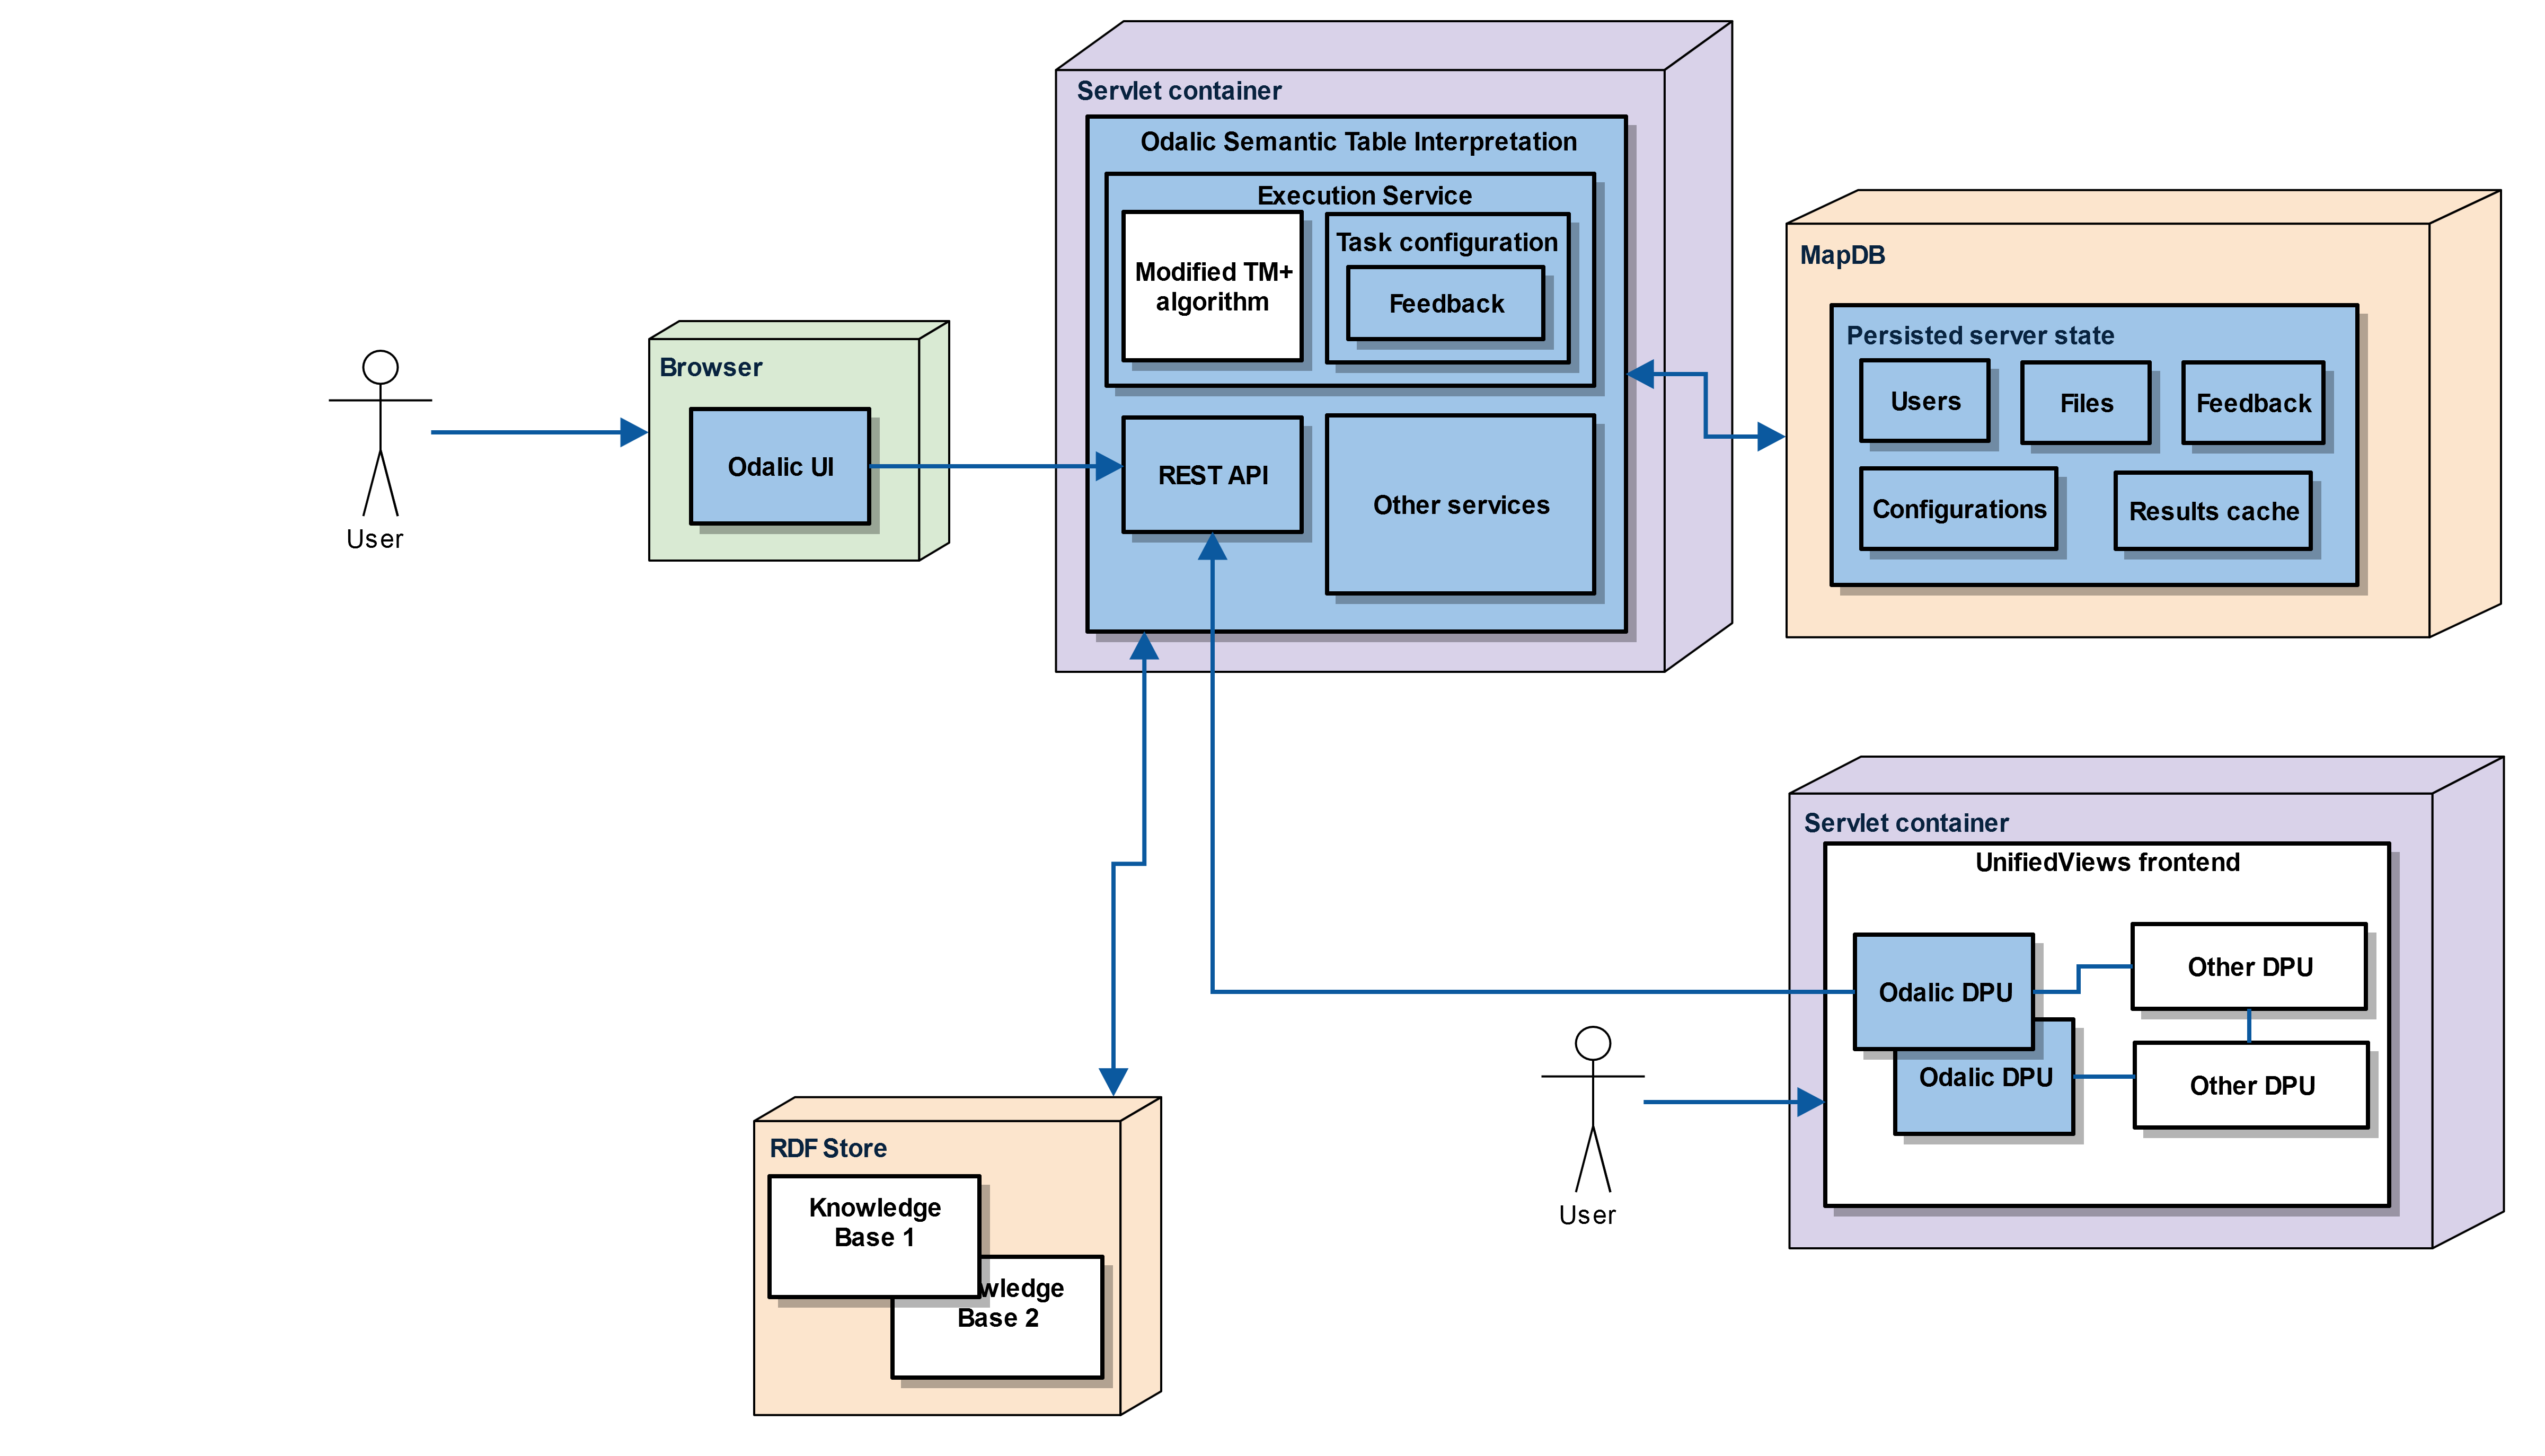 Servlet container
Odalic Semantic Table Interpretation
Execution Service
Modified TM+
algorithm
Task configuration
Feedback
REST API
Other services
MapDB
Persisted server state
Users
Files
Feedback
Configurations
Results cache
Browser
Odalic UI
User
Servlet container
UnifiedViews frontend
Odalic DPU
Other DPU
Odalic DPU
Other DPU
User
RDF Store
Knowledge
Base 1
wledge
Base 2